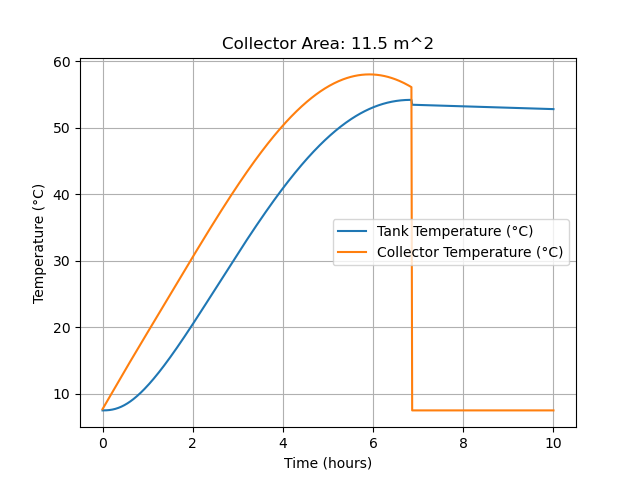 Collector Area: 11.5 m^2
Temperature (°C)
60
50
40
30
20
10
Tank Temperature (°C)
Collector Temperature (°C)
0 2 4 6 8 10
Time (hours)